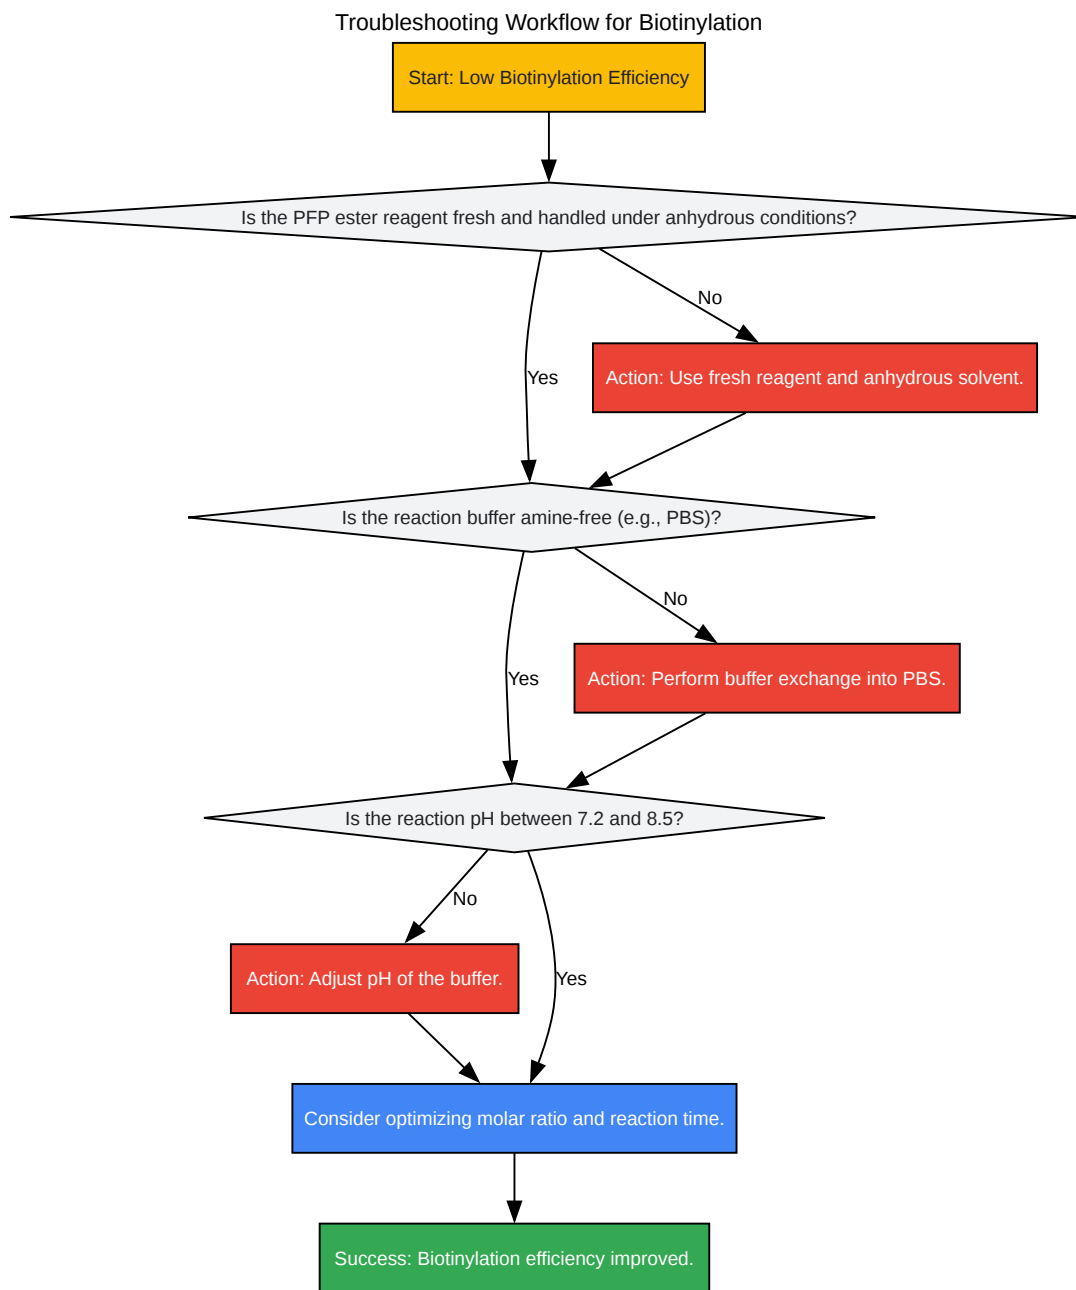 Troubleshooting Workflow for Biotinylation
Start: Low Biotinylation Efficiency
Is the PFP ester reagent fresh and handled under anhydrous conditions?
No
Yes
Action: Use fresh reagent and anhydrous solvent.
Is the reaction buffer amine-free (e.g., PBS)?
No
Yes
Action: Perform buffer exchange into PBS.
Is the reaction pH between 7.2 and 8.5?
No
Action: Adjust pH of the buffer.
Yes
Consider optimizing molar ratio and reaction time.
Success: Biotinylation efficiency improved.